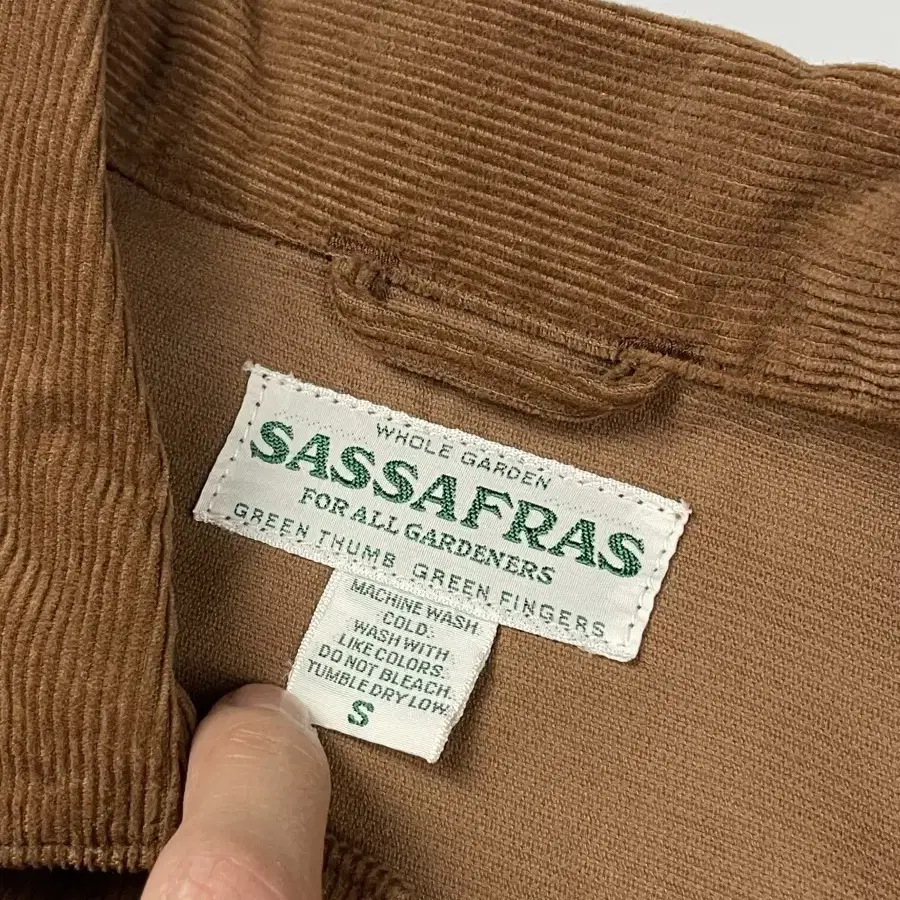 WHOLE GARDEN
SASSAFRAS
FOR ALL GARDENERS
GREEN THUMB GREEN FINGERS
MACHINE WASH
COLD.
WASH WITH
LIKE COLORS.
DO NOT BLEACH.
TUMBLE DRY LOW.
S